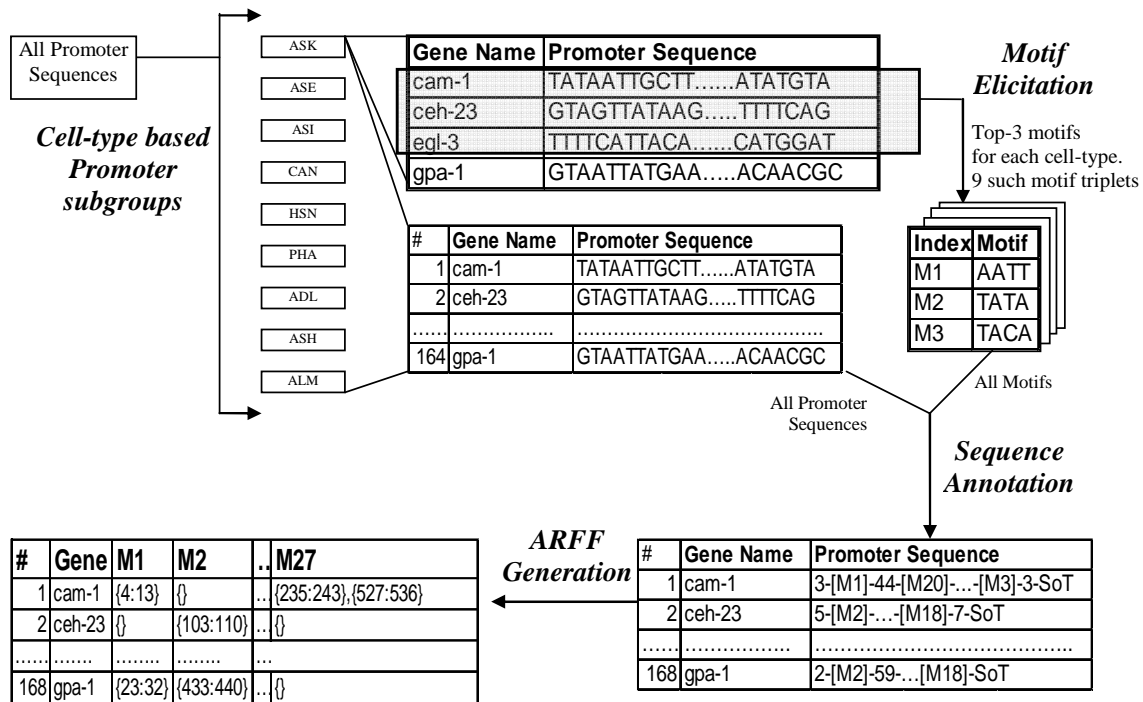 All Promoter
Sequences
Cell-type based
Promoter
subgroups
ASK
ASE
ASI
CAN
HSN
PHA
ADL
ASH
ALM
Gene Name Promoter Sequence
cam-1 TATAATTGCTT……ATATGTA
ceh-23 GTAGTTATAAG…..TTTTCAG
egl-3 TTTTCATTACA……CATGGAT
gpa-1 GTAATTATGAA…..ACAACGC
Motif
Elicitation
Top-3 motifs
for each cell-type.
9 such motif triplets
Index Motif
M1 AATT
M2 TATA
M3 TACA
# Gene Name Promoter Sequence
1 cam-1 TATAATTGCTT……ATATGTA
2 ceh-23 GTAGTTATAAG…..TTTTCAG
…… ……………. ………………………………….
164 gpa-1 GTAATTATGAA…..ACAACGC
All Promoter
Sequences
All Motifs
Sequence
Annotation
# Gene Name Promoter Sequence
1 cam-1 3-[M1]-44-[M20]-…-[M3]-3-SoT
2 ceh-23 5-[M2]-…-[M18]-7-SoT
…… ……………. ………………………………….
168 gpa-1 2-[M2]-59-…[M18]-SoT
ARFF
Generation
# Gene M1 M2 .. M27
1 cam-1 {4:13} {} … {235:243},{527:536}
2 ceh-23 {} {103:110} … {}
…… ……. …….. …….. …
168 gpa-1 {23:32} {433:440} … {}